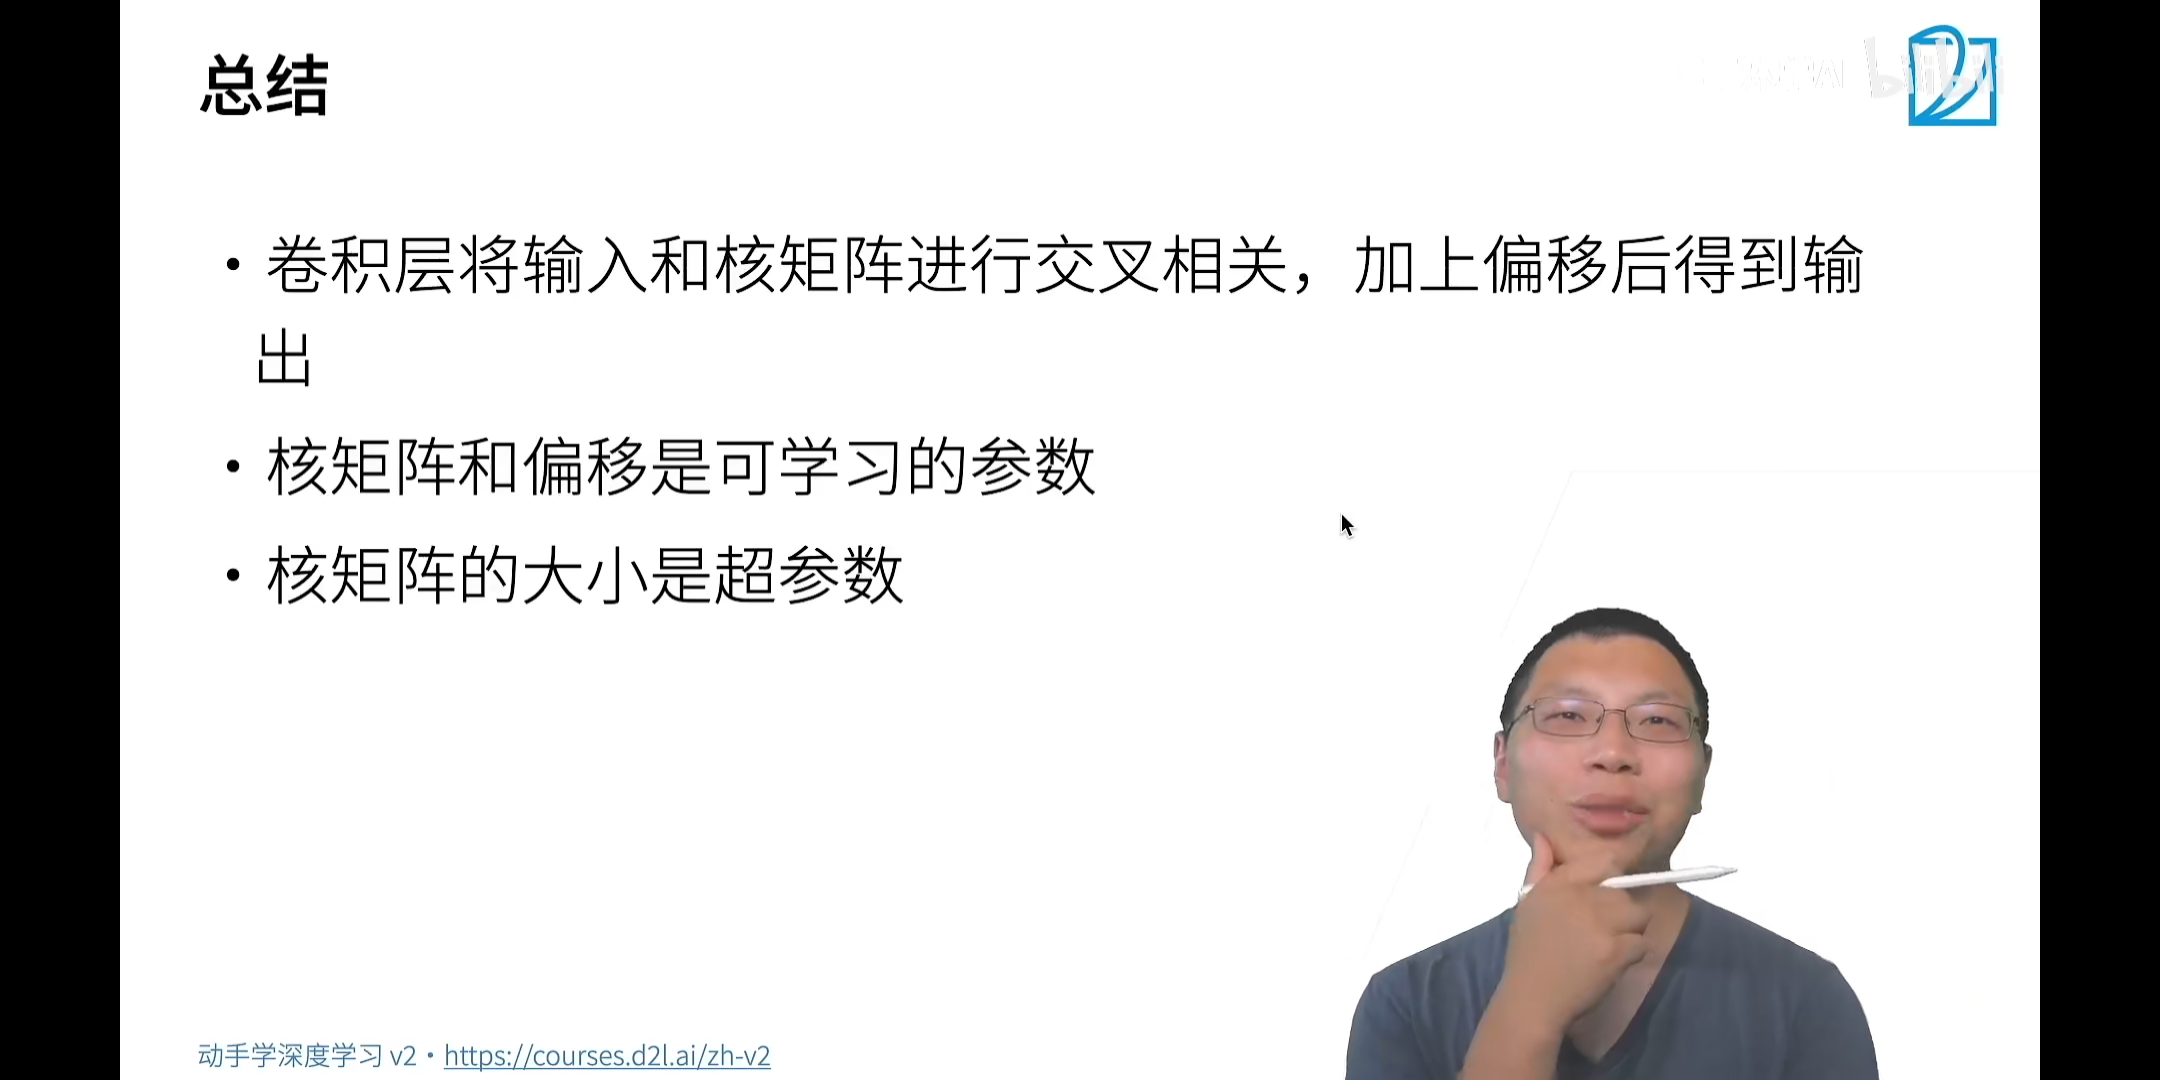 总结
bilibili
• 卷积层将输入和核矩阵进行交叉相关，加上偏移后得到输
出
• 核矩阵和偏移是可学习的参数
• 核矩阵的大小是超参数
动手学深度学习 v2 • https://courses.d2l.ai/zh-v2